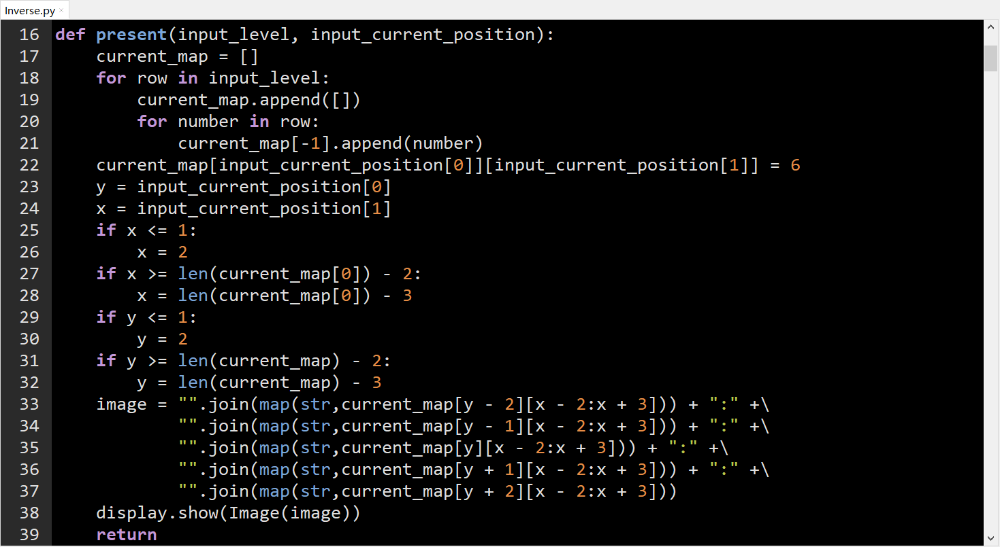 Inverse.py ×
16 def present(input_level, input_current_position):
17     current_map = []
18     for row in input_level:
19         current_map.append([])
20         for number in row:
21             current_map[-1].append(number)
22     current_map[input_current_position[0]][input_current_position[1]] = 6
23     y = input_current_position[0]
24     x = input_current_position[1]
25     if x <= 1:
26         x = 2
27     if x >= len(current_map[0]) - 2:
28         x = len(current_map[0]) - 3
29     if y <= 1:
30         y = 2
31     if y >= len(current_map) - 2:
32         y = len(current_map) - 3
33     image = "".join(map(str,current_map[y - 2][x - 2:x + 3])) + ":" +\
34             "".join(map(str,current_map[y - 1][x - 2:x + 3])) + ":" +\
35             "".join(map(str,current_map[y][x - 2:x + 3])) + ":" +\
36             "".join(map(str,current_map[y + 1][x - 2:x + 3])) + ":" +\
37             "".join(map(str,current_map[y + 2][x - 2:x + 3]))
38     display.show(Image(image))
39     return